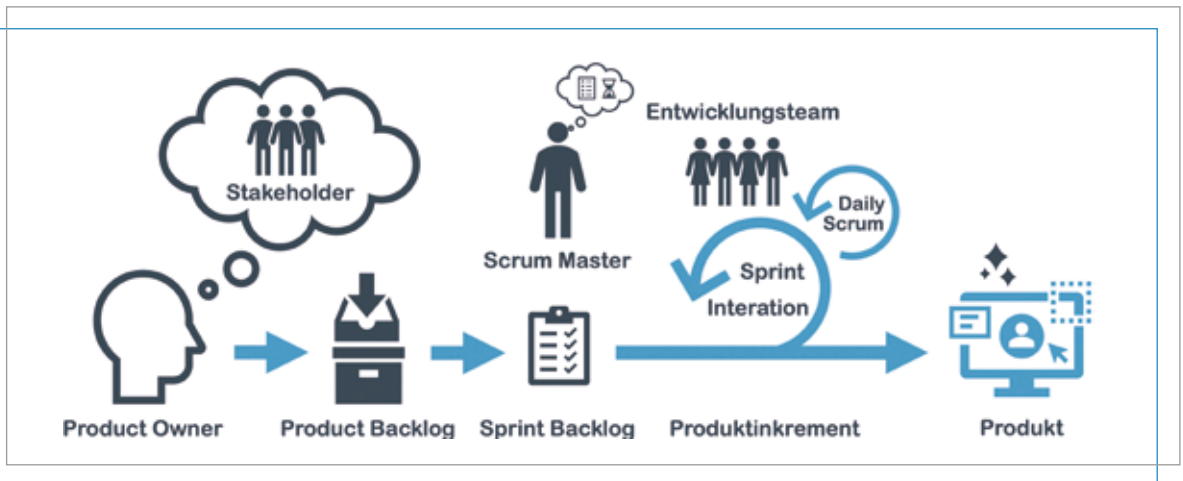 Stakeholder
Entwicklungsteam
Daily
Scrum
Scrum Master
Sprint
Interation
Product Owner
Product Backlog
Sprint Backlog
Produktinkrement
Produkt